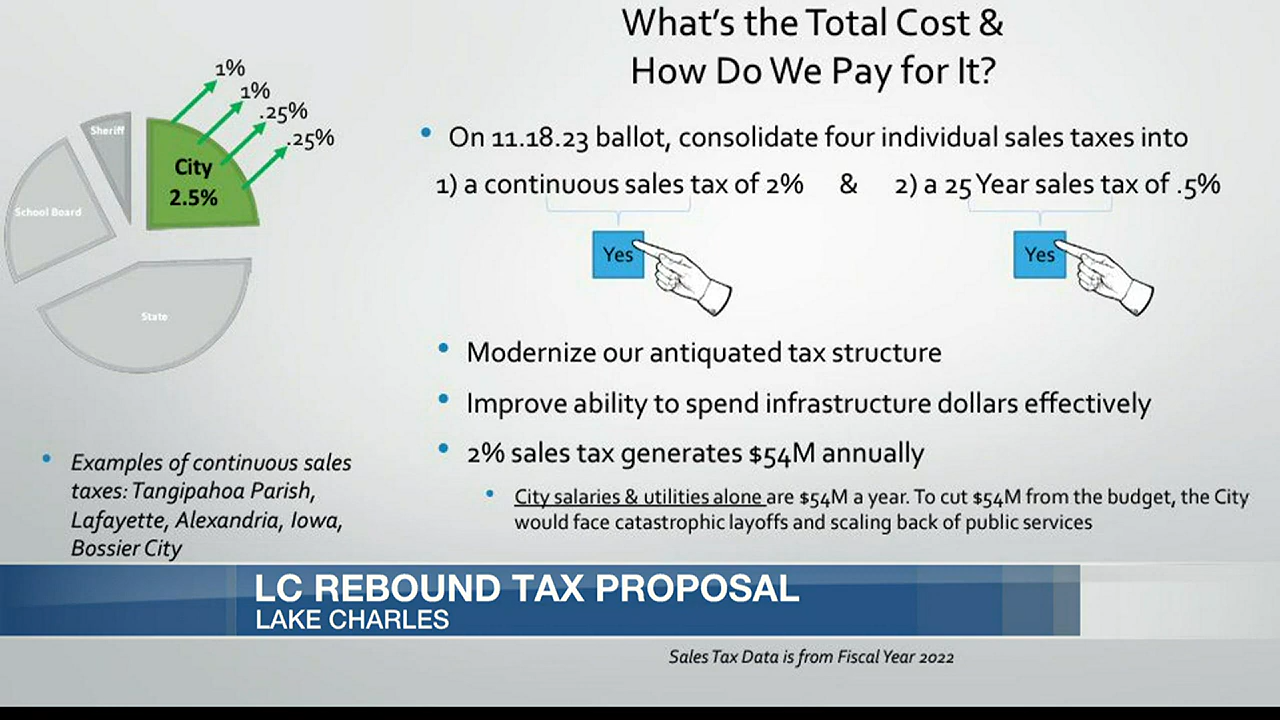 What's the Total Cost &
How Do We Pay for It?
1%
1%
.25%
.25%
Sheriff
City
2.5%
School Board
State
• On 11.18.23 ballot, consolidate four individual sales taxes into
1) a continuous sales tax of 2% & 2) a 25 Year sales tax of .5%
Yes
Yes
• Modernize our antiquated tax structure
• Improve ability to spend infrastructure dollars effectively
• 2% sales tax generates $54M annually
• City salaries & utilities alone are $54M a year. To cut $54M from the budget, the City
would face catastrophic layoffs and scaling back of public services
• Examples of continuous sales
taxes: Tangipahoa Parish,
Lafayette, Alexandria, Iowa,
Bossier City
LC REBOUND TAX PROPOSAL
LAKE CHARLES
Sales Tax Data is from Fiscal Year 2022